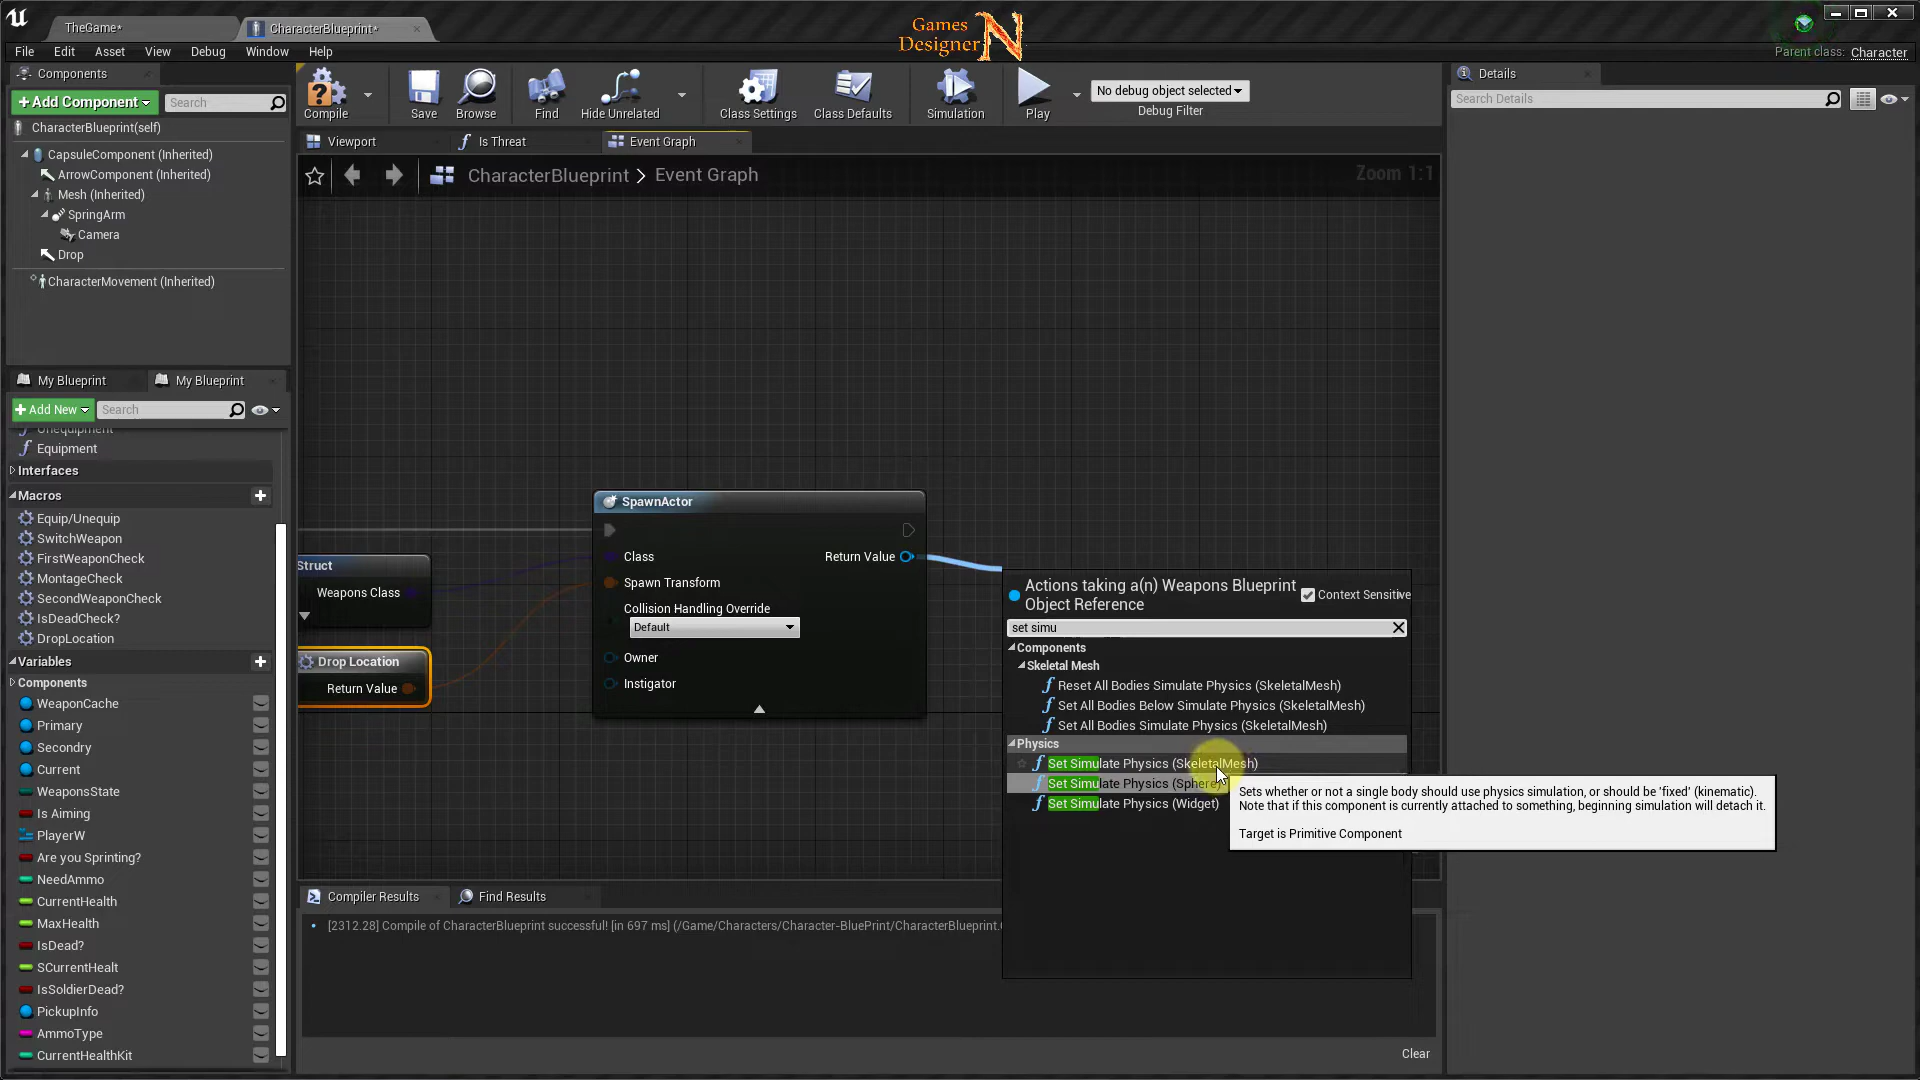 TheGame*
CharacterBlueprint*
Games
Designer N
Parent class: Character
File Edit Asset View Debug Window Help
Components
+Add Component
Search
CharacterBlueprint(self)
CapsuleComponent (Inherited)
ArrowComponent (Inherited)
Mesh (Inherited)
SpringArm
Camera
Drop
CharacterMovement (Inherited)
Compile
Save
Browse
Find
Hide Unrelated
Class Settings
Class Defaults
Simulation
Play
No debug object selected
Debug Filter
Details
Search Details
Viewport
Is Threat
Event Graph
CharacterBlueprint > Event Graph
Zoom 1:1
My Blueprint
My Blueprint
+Add New
Search
Unequipment
Equipment
Interfaces
Macros
Equip/Unequip
SwitchWeapon
FirstWeaponCheck
MontageCheck
SecondWeaponCheck
IsDeadCheck?
DropLocation
Variables
Components
WeaponCache
Primary
Secondry
Current
WeaponsState
Is Aiming
PlayerW
Are you Sprinting?
NeedAmmo
CurrentHealth
MaxHealth
IsDead?
SCurrentHealt
IsSoldierDead?
PickupInfo
AmmoType
CurrentHealthKit
Struct
Weapons Class
Drop Location
Return Value
SpawnActor
Class
Return Value
Spawn Transform
Collision Handling Override
Default
Owner
Instigator
Actions taking a(n) Weapons Blueprint
Object Reference
Context Sensitive
set simu
Components
Skeletal Mesh
Reset All Bodies Simulate Physics (SkeletalMesh)
Set All Bodies Below Simulate Physics (SkeletalMesh)
Set All Bodies Simulate Physics (SkeletalMesh)
Physics
Set Simulate Physics (SkeletalMesh)
Set Simulate Physics (Sphere)
Set Simulate Physics (Widget)
Sets whether or not a single body should use physics simulation, or should be 'fixed' (kinematic).
Note that if this component is currently attached to something, beginning simulation will detach it.
Target is Primitive Component
Compiler Results
Find Results
[2312.28] Compile of CharacterBlueprint successful! [in 697 ms] (/Game/Characters/Character-BluePrint/CharacterBlueprint.
Clear